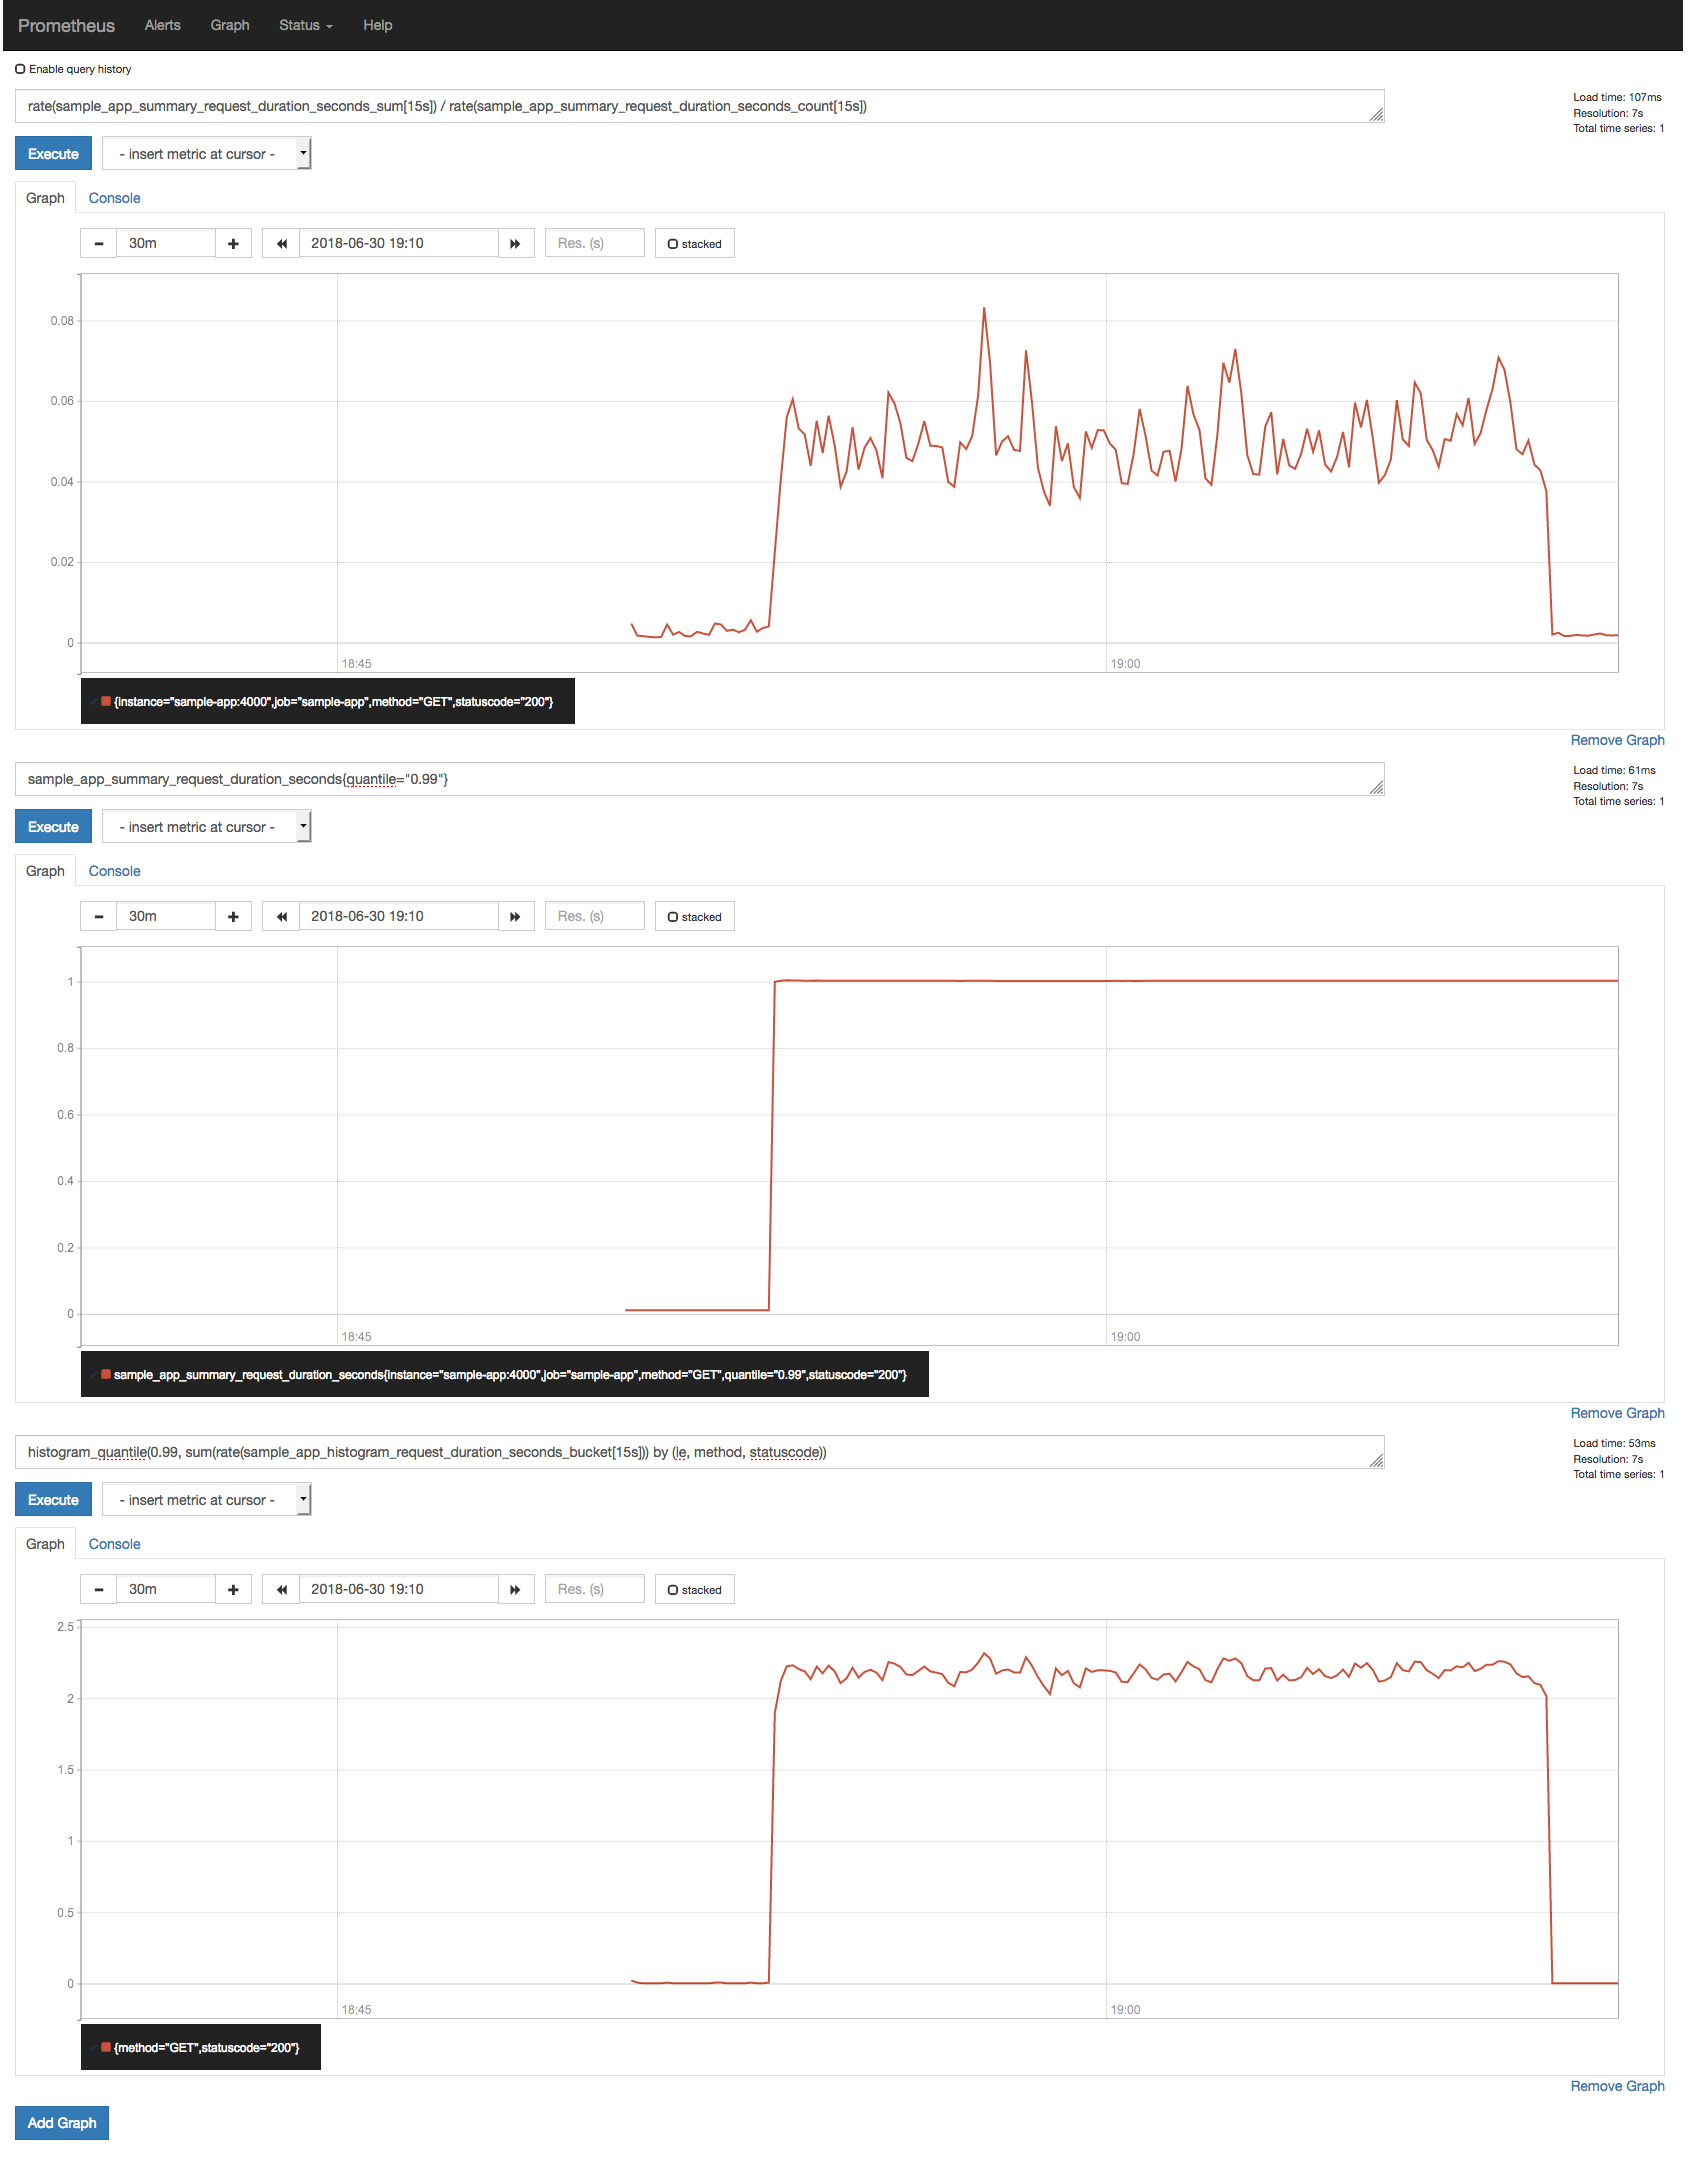 Prometheus Alerts Graph Status Help
Enable query history
rate(sample_app_summary_request_duration_seconds_sum[15s]) / rate(sample_app_summary_request_duration_seconds_count[15s])
Load time: 107ms
Resolution: 7s
Total time series: 1
Execute - insert metric at cursor -
Graph Console
30m 2018-06-30 19:10 Res. (s) stacked
0.08
0.06
0.04
0.02
0
18:45 19:00
{instance="sample-app:4000",job="sample-app",method="GET",statuscode="200"}
Remove Graph
sample_app_summary_request_duration_seconds{quantile="0.99"}
Load time: 61ms
Resolution: 7s
Total time series: 1
Execute - insert metric at cursor -
Graph Console
30m 2018-06-30 19:10 Res. (s) stacked
1
0.8
0.6
0.4
0.2
0
18:45 19:00
sample_app_summary_request_duration_seconds{instance="sample-app:4000",job="sample-app",method="GET",quantile="0.99",statuscode="200"}
Remove Graph
histogram_quantile(0.99, sum(rate(sample_app_histogram_request_duration_seconds_bucket[15s])) by (le, method, statuscode))
Load time: 53ms
Resolution: 7s
Total time series: 1
Execute - insert metric at cursor -
Graph Console
30m 2018-06-30 19:10 Res. (s) stacked
2.5
2
1.5
1
0.5
0
18:45 19:00
{method="GET",statuscode="200"}
Remove Graph
Add Graph